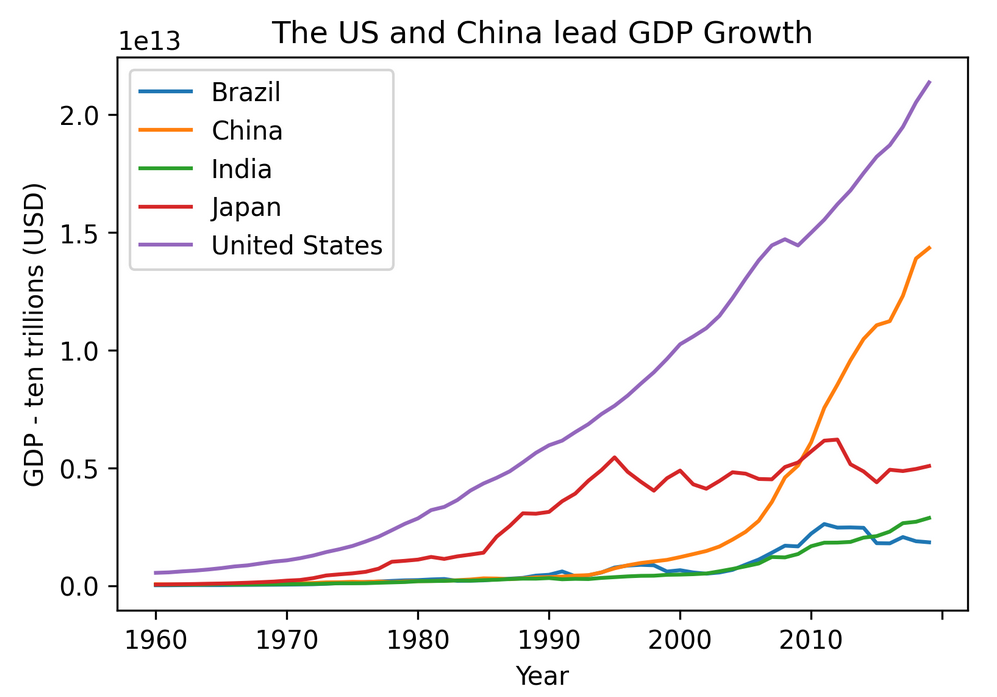 The US and China lead GDP Growth
1e13
Brazil
China
India
Japan
United States
2.0
1.5
1.0
0.5
0.0
GDP - ten trillions (USD)
1960 1970 1980 1990 2000 2010
Year